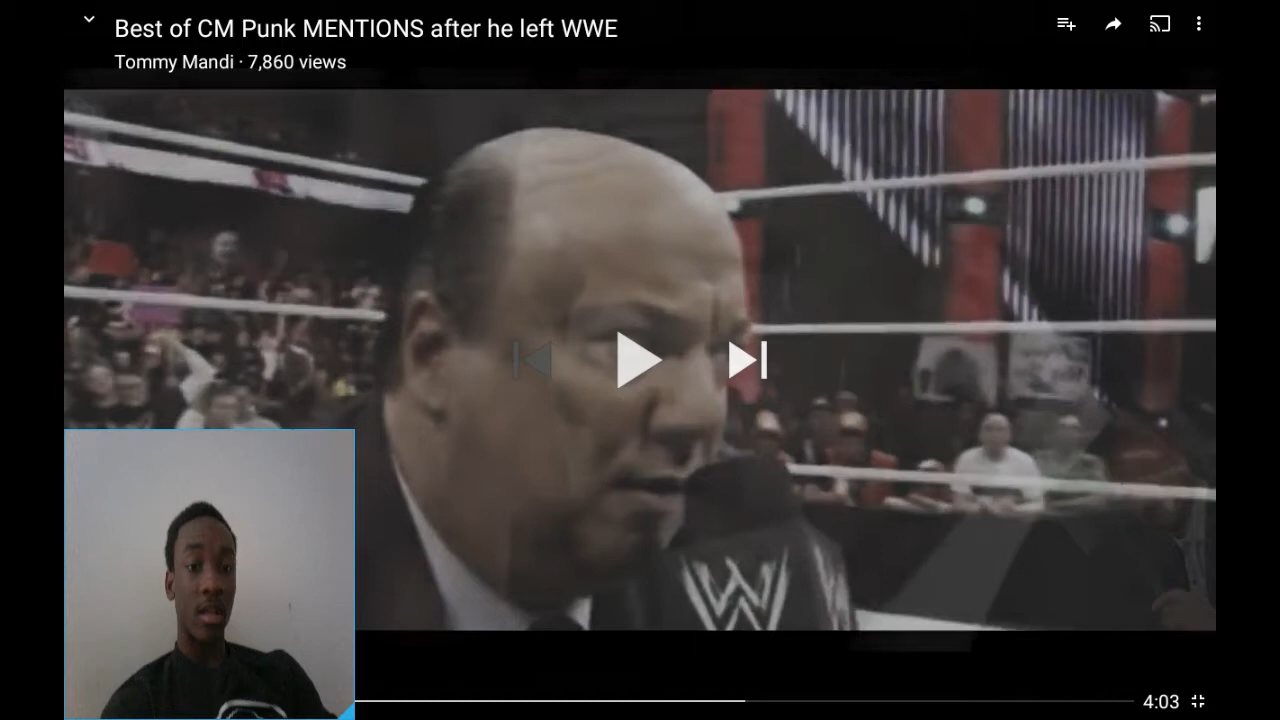 Best of CM Punk MENTIONS after he left WWE
Tommy Mandi · 7,860 views
W
4:03